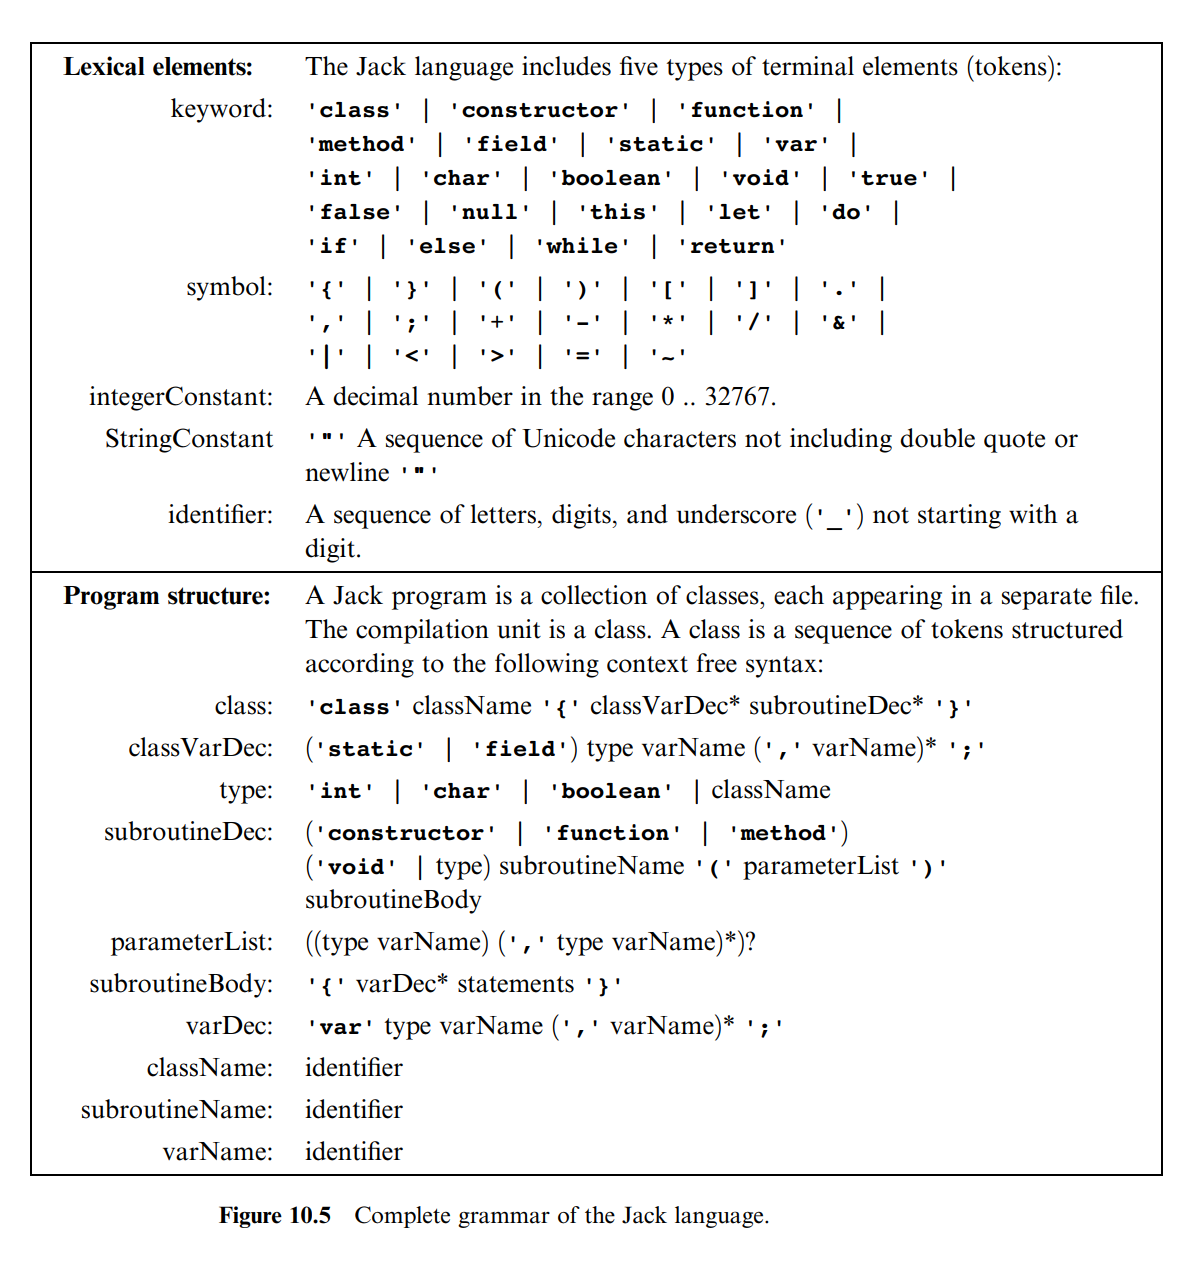 Lexical elements: The Jack language includes five types of terminal elements (tokens):
keyword: 'class' | 'constructor' | 'function' |
'method' | 'field' | 'static' | 'var' |
'int' | 'char' | 'boolean' | 'void' | 'true' |
'false' | 'null' | 'this' | 'let' | 'do' |
'if' | 'else' | 'while' | 'return'
symbol: '{' | '}' | '(' | ')' | '[' | ']' | '.' |
',' | ';' | '+' | '-' | '*' | '/' | '&' |
'|' | '<' | '>' | '=' | '~'
integerConstant: A decimal number in the range 0 .. 32767.
StringConstant '"' A sequence of Unicode characters not including double quote or
newline '"'
identifier: A sequence of letters, digits, and underscore ('_') not starting with a
digit.
Program structure: A Jack program is a collection of classes, each appearing in a separate file.
The compilation unit is a class. A class is a sequence of tokens structured
according to the following context free syntax:
class: 'class' className '{' classVarDec* subroutineDec* '}'
classVarDec: ('static' | 'field') type varName (',' varName)* ';'
type: 'int' | 'char' | 'boolean' | className
subroutineDec: ('constructor' | 'function' | 'method')
('void' | type) subroutineName '(' parameterList ')'
subroutineBody
parameterList: ((type varName) (',' type varName)*)?
subroutineBody: '{' varDec* statements '}'
varDec: 'var' type varName (',' varName)* ';'
className: identifier
subroutineName: identifier
varName: identifier
Figure 10.5 Complete grammar of the Jack language.